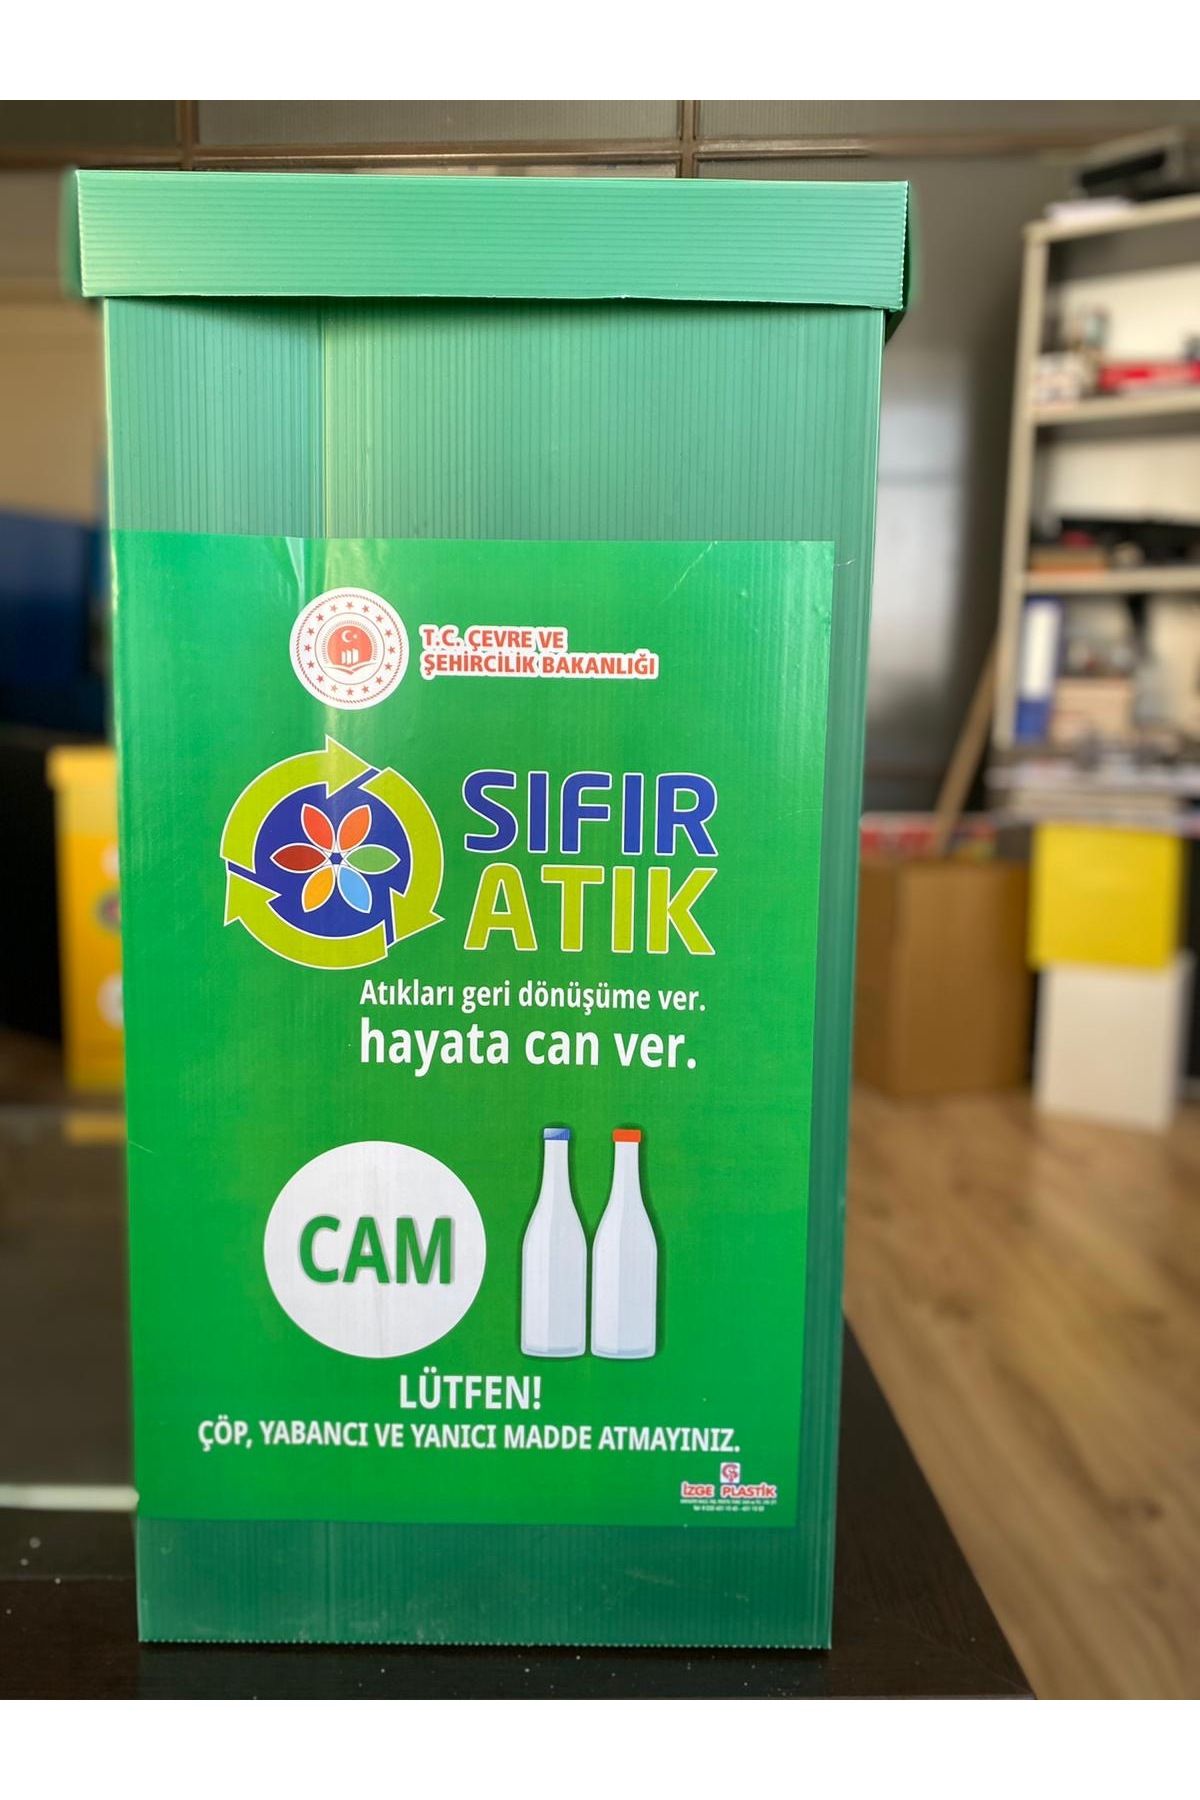 T.C. ÇEVRE VE
ŞEHİRCİLİK BAKANLIĞI
SIFIR
ATIK
Atıkları geri dönüşüme ver.
hayata can ver.
CAM
LÜTFEN!
ÇÖP, YABANCI VE YANICI MADDE ATMAYINIZ.
İZGE PLASTİK